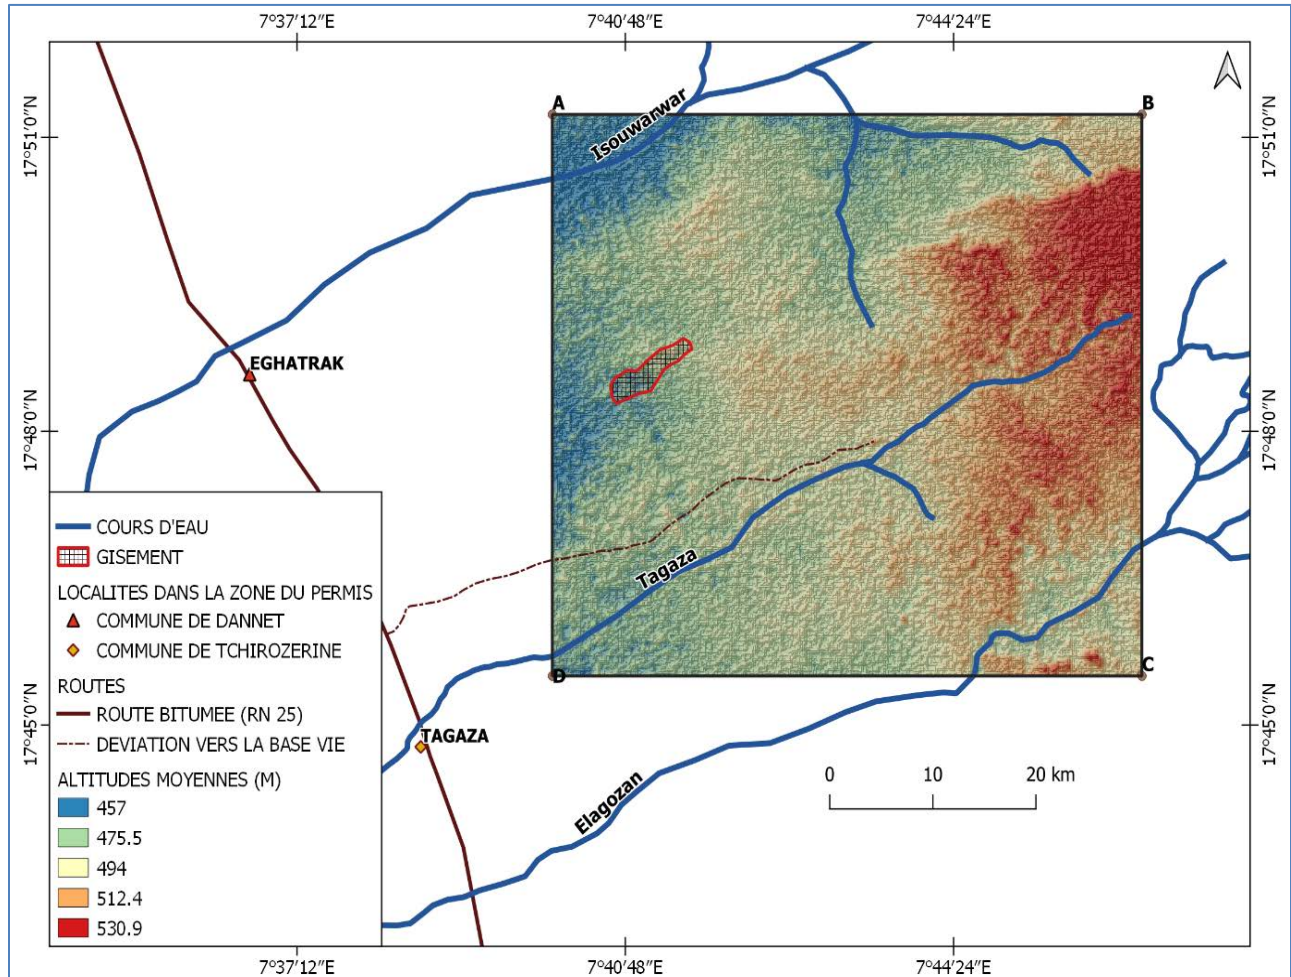 7°37′12″E 7°40′48″E 7°44′24″E
A B
17°51′0″N 17°51′0″N
Isouwarwar
EGHATRAK
17°48′0″N 17°48′0″N
COURS D'EAU
GISEMENT
LOCALITES DANS LA ZONE DU PERMIS
COMMUNE DE DANNET
COMMUNE DE TCHIROZERINE
ROUTES
ROUTE BITUMEE (RN 25)
DEVIATION VERS LA BASE VIE
ALTITUDES MOYENNES (M)
457
475.5
494
512.4
530.9
Tagaza
D C
17°45′0″N 17°45′0″N
TAGAZA
Elagozan
0 10 20 km
7°37′12″E 7°40′48″E 7°44′24″E